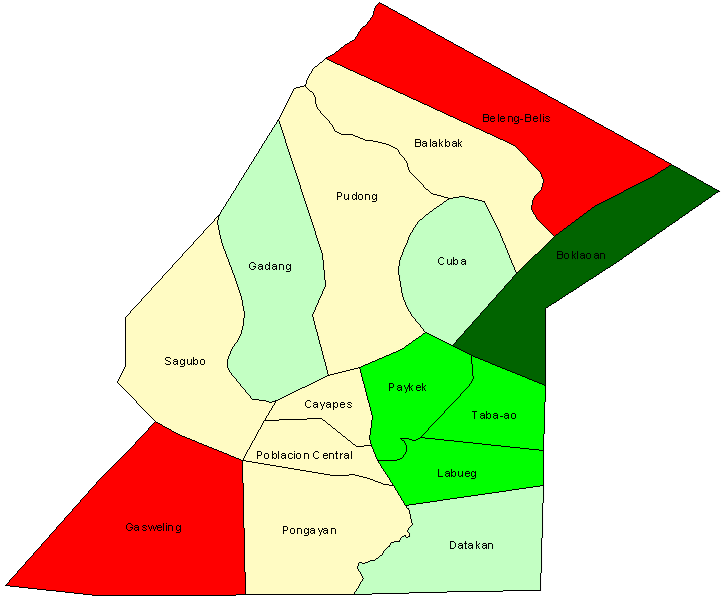 Beleng-Belis
Balakbak
Pudong
Boklaoan
Cuba
Gadang
Sagubo
Paykek
Cayapes
Taba-ao
Poblacion Central
Labueg
Gasweling
Pongayan
Datakan